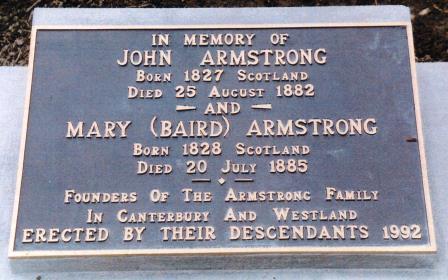 IN MEMORY OF
JOHN ARMSTRONG
BORN 1827 SCOTLAND
DIED 25 AUGUST 1882
— AND —
MARY (BAIRD) ARMSTRONG
BORN 1828 SCOTLAND
DIED 20 JULY 1885
FOUNDERS OF THE ARMSTRONG FAMILY
IN CANTERBURY AND WESTLAND
ERECTED BY THEIR DESCENDANTS 1992